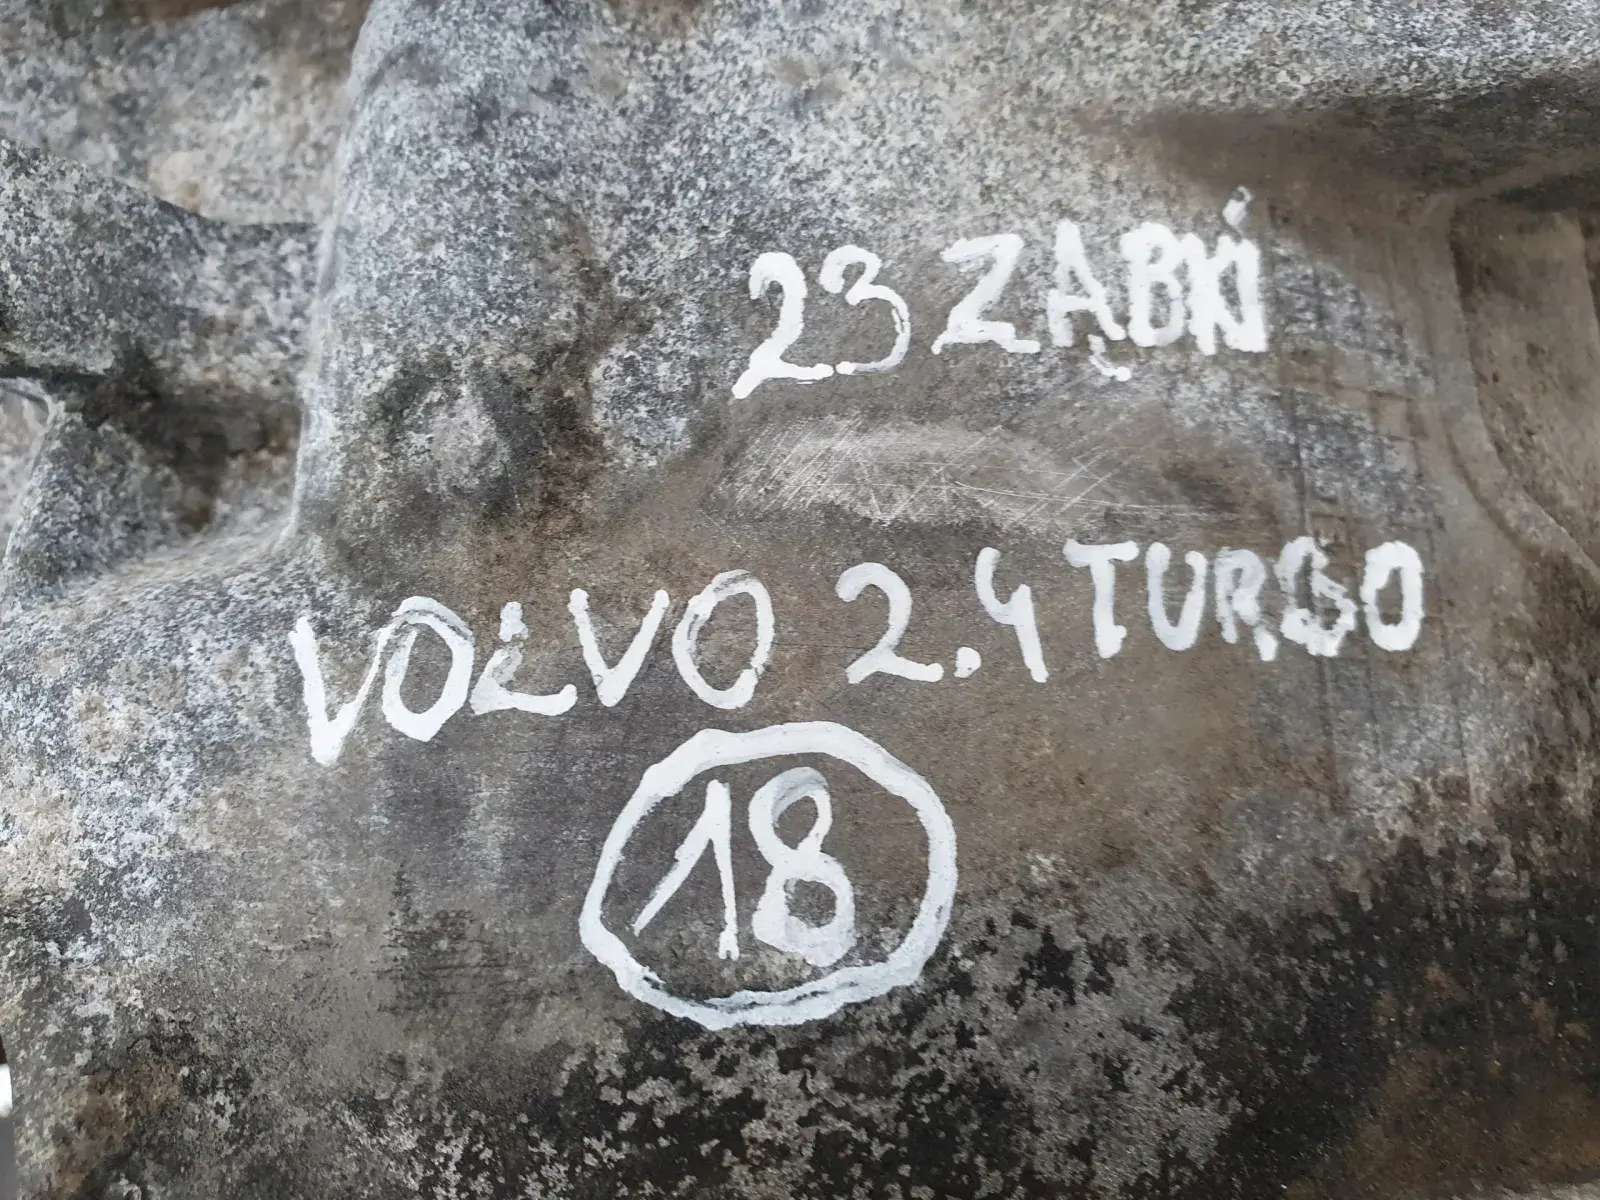 23 ZĄBKI
VOLVO 2.4 TURBO
18